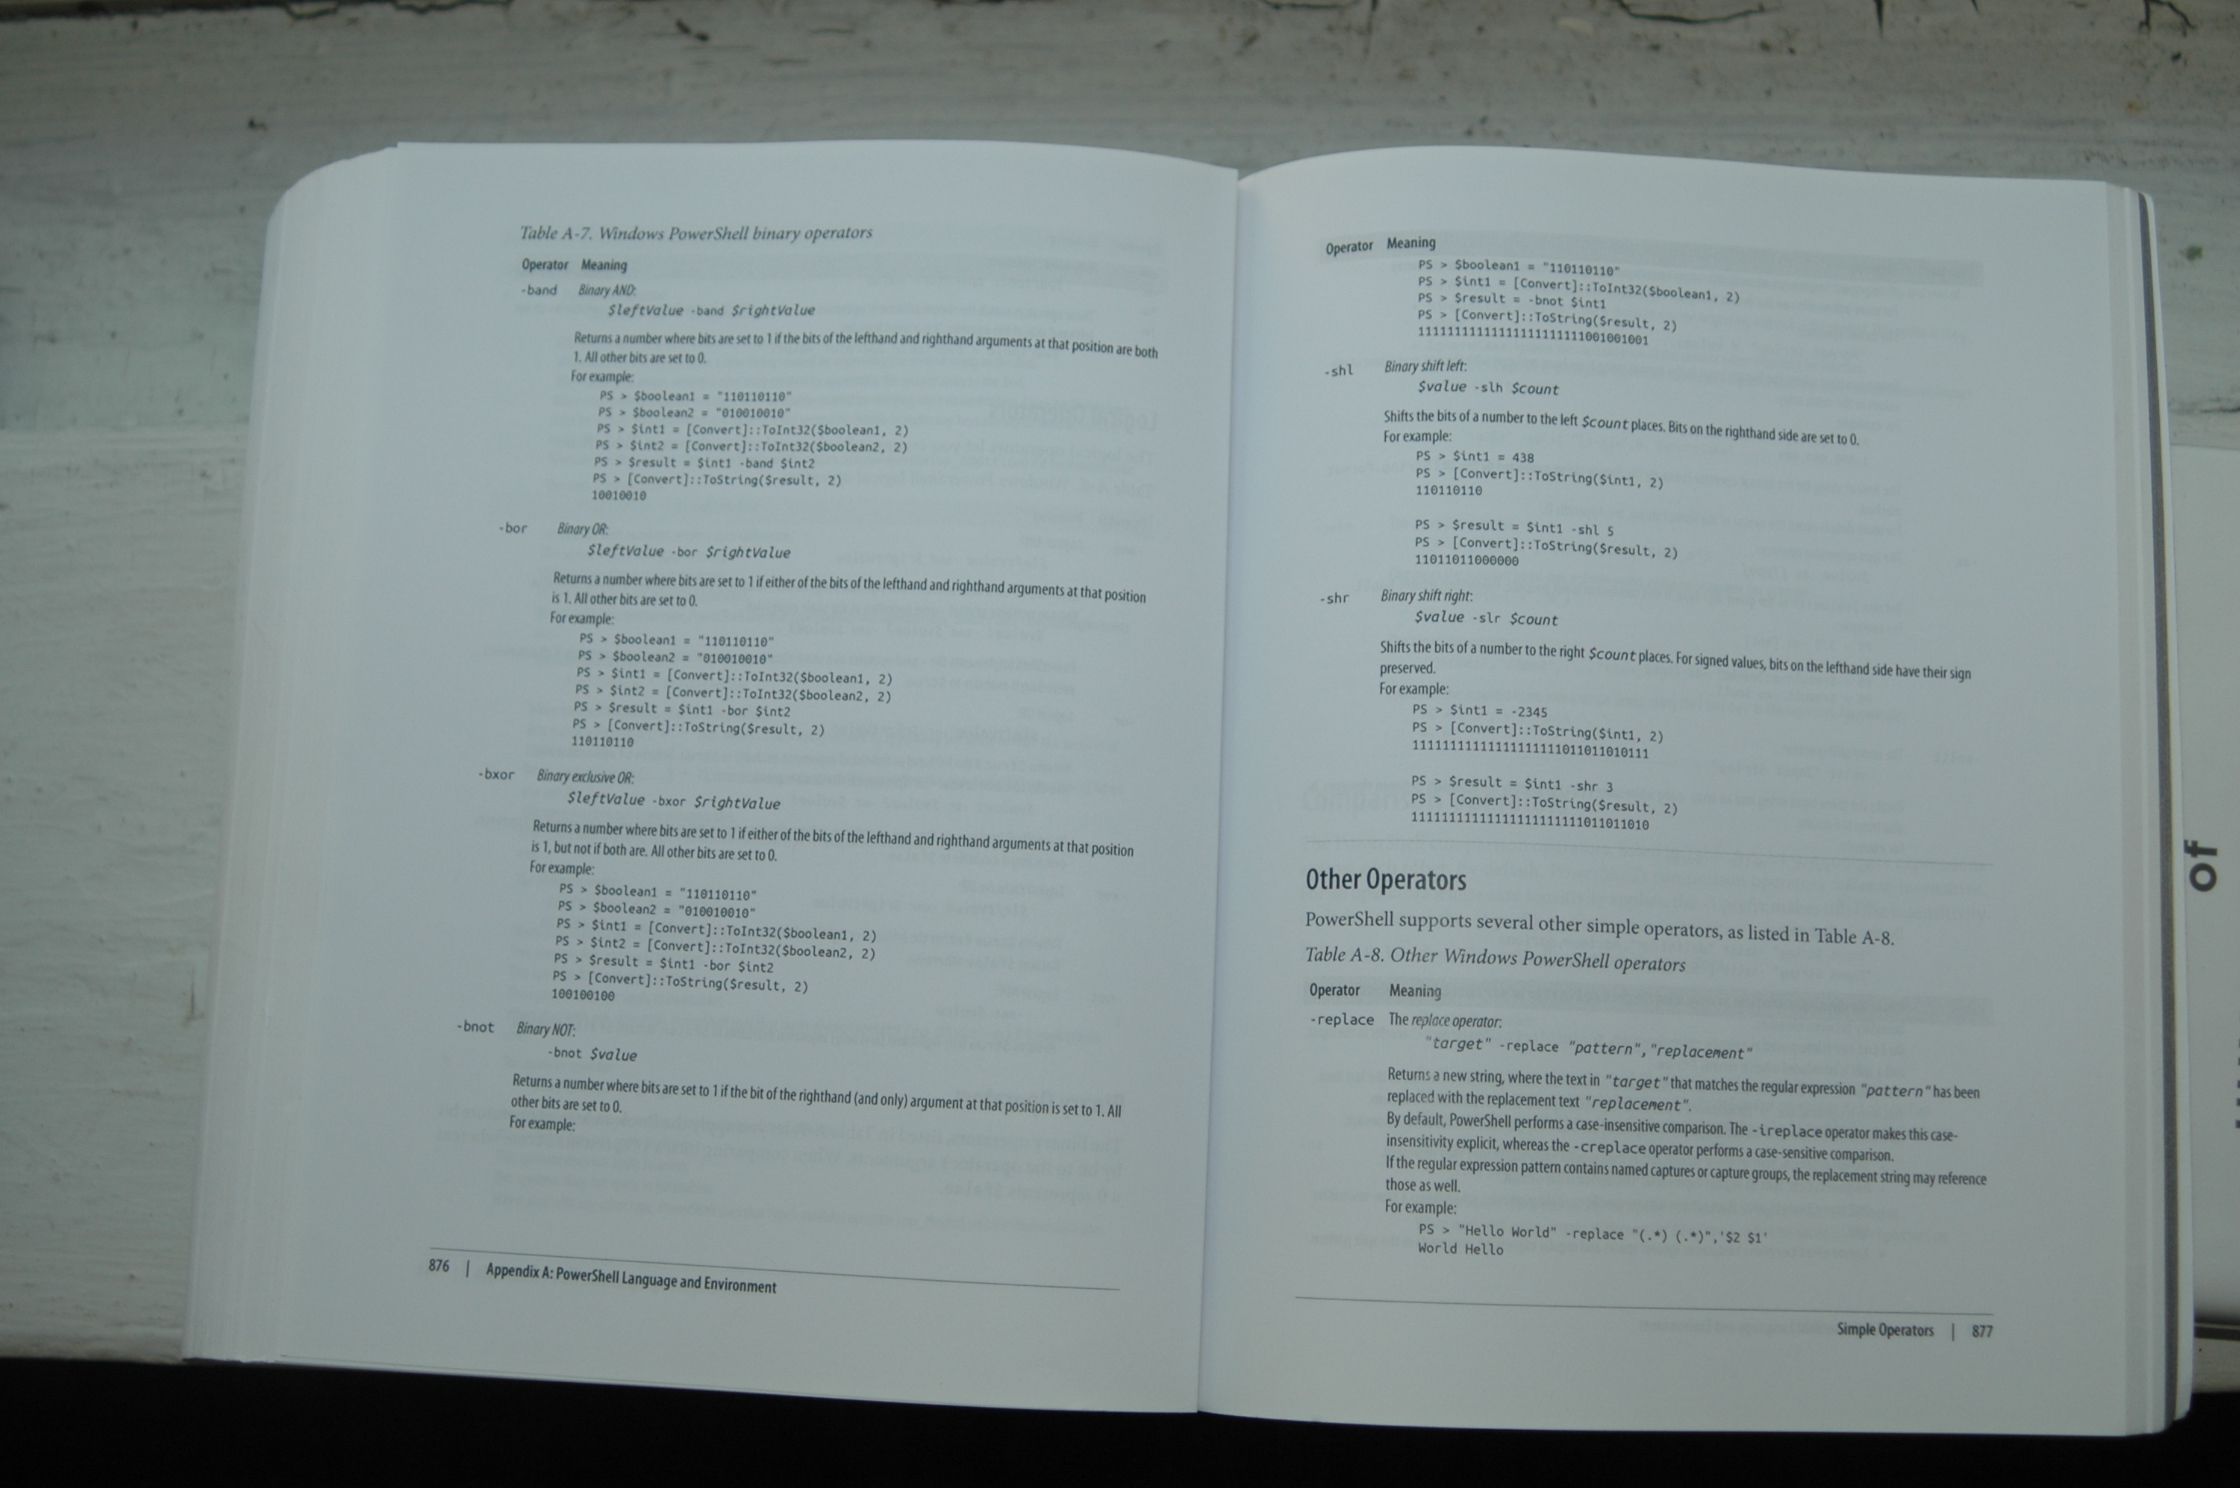 Table A-7. Windows PowerShell binary operators
Operator Meaning
-band Binary AND:
$leftValue -band $rightValue
Returns a number where bits are set to 1 if the bits of the lefthand and righthand arguments at that position are both
1. All other bits are set to 0.
For example:
PS > $boolean1 = "110110110"
PS > $boolean2 = "010010010"
PS > $int1 = [Convert]::ToInt32($boolean1, 2)
PS > $int2 = [Convert]::ToInt32($boolean2, 2)
PS > $result = $int1 -band $int2
PS > [Convert]::ToString($result, 2)
10010010
-bor Binary OR:
$leftValue -bor $rightValue
Returns a number where bits are set to 1 if either of the bits of the lefthand and righthand arguments at that position
is 1. All other bits are set to 0.
For example:
PS > $boolean1 = "110110110"
PS > $boolean2 = "010010010"
PS > $int1 = [Convert]::ToInt32($boolean1, 2)
PS > $int2 = [Convert]::ToInt32($boolean2, 2)
PS > $result = $int1 -bor $int2
PS > [Convert]::ToString($result, 2)
110110110
-bxor Binary exclusive OR:
$leftValue -bxor $rightValue
Returns a number where bits are set to 1 if either of the bits of the lefthand and righthand arguments at that position
is 1, but not if both are. All other bits are set to 0.
For example:
PS > $boolean1 = "110110110"
PS > $boolean2 = "010010010"
PS > $int1 = [Convert]::ToInt32($boolean1, 2)
PS > $int2 = [Convert]::ToInt32($boolean2, 2)
PS > $result = $int1 -bor $int2
PS > [Convert]::ToString($result, 2)
100100100
-bnot Binary NOT:
-bnot $value
Returns a number where bits are set to 1 if the bit of the righthand (and only) argument at that position is set to 1. All
other bits are set to 0.
For example:
876 | Appendix A: PowerShell Language and Environment
Operator Meaning
PS > $boolean1 = "110110110"
PS > $int1 = [Convert]::ToInt32($boolean1, 2)
PS > $result = -bnot $int1
PS > [Convert]::ToString($result, 2)
11111111111111111111111001001001
-shl Binary shift left:
$value -slh $count
Shifts the bits of a number to the left $count places. Bits on the righthand side are set to 0.
For example:
PS > $int1 = 438
PS > [Convert]::ToString($int1, 2)
110110110
PS > $result = $int1 -shl 5
PS > [Convert]::ToString($result, 2)
11011011000000
-shr Binary shift right:
$value -slr $count
Shifts the bits of a number to the right $count places. For signed values, bits on the lefthand side have their sign
preserved.
For example:
PS > $int1 = -2345
PS > [Convert]::ToString($int1, 2)
11111111111111111111011011010111
PS > $result = $int1 -shr 3
PS > [Convert]::ToString($result, 2)
11111111111111111111111011011010
Other Operators
PowerShell supports several other simple operators, as listed in Table A-8.
Table A-8. Other Windows PowerShell operators
Operator Meaning
-replace The replace operator:
"target" -replace "pattern","replacement"
Returns a new string, where the text in "target" that matches the regular expression "pattern" has been
replaced with the replacement text "replacement".
By default, PowerShell performs a case-insensitive comparison. The -ireplace operator makes this case-
insensitivity explicit, whereas the -creplace operator performs a case-sensitive comparison.
If the regular expression pattern contains named captures or capture groups, the replacement string may reference
those as well.
For example:
PS > "Hello World" -replace "(.*) (.*)",'$2 $1'
World Hello
Simple Operators | 877
of